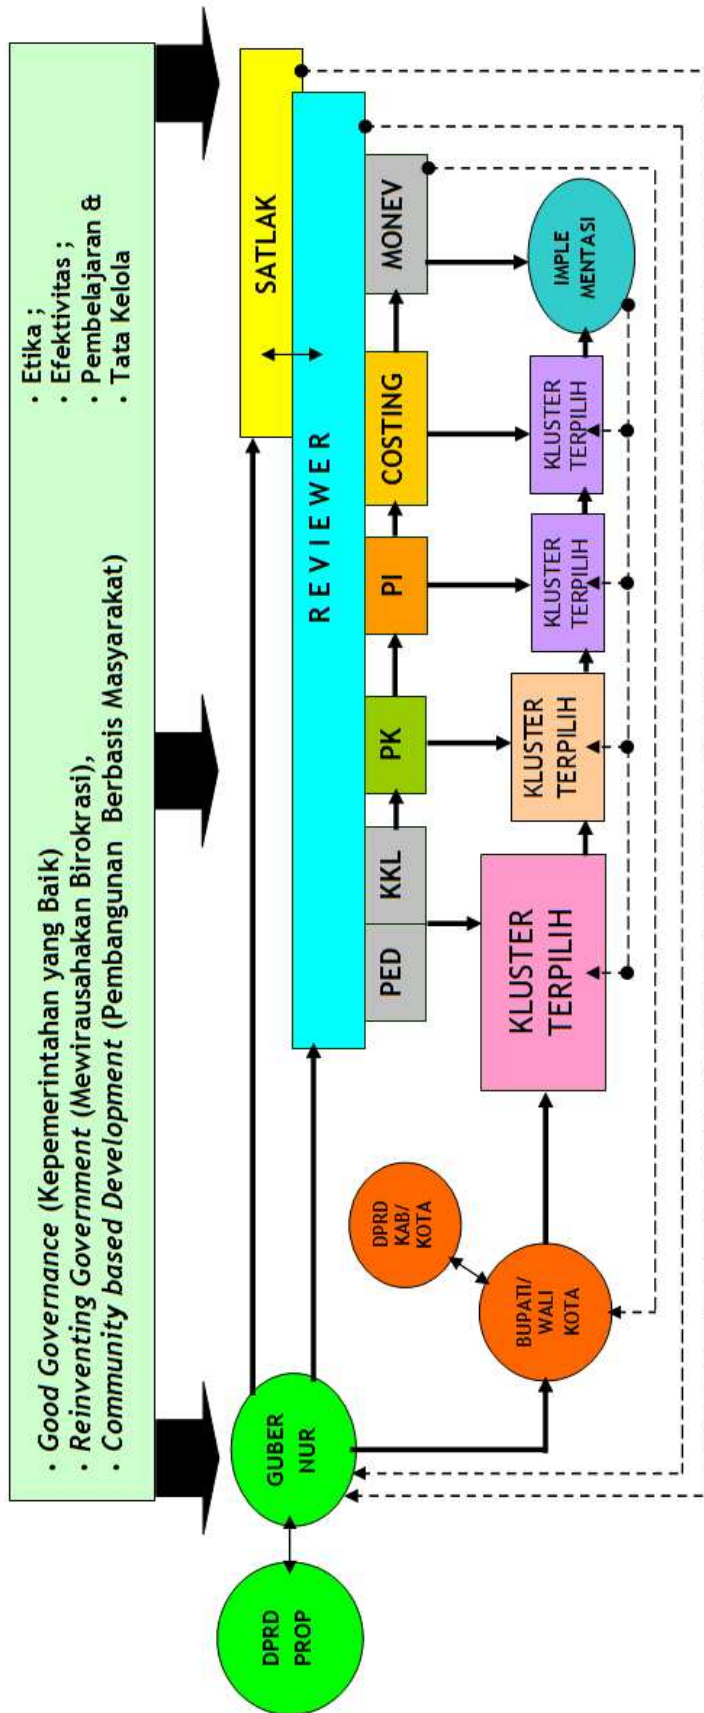 • Good Governance (Kepemerintahan yang Baik)
• Reinventing Government (Mewirausahakan Birokrasi),
• Community based Development (Pembangunan Berbasis Masyarakat)
• Etika ;
• Efektivitas ;
• Pembelajaran &
• Tata Kelola
DPRD
PROP
GUBER
NUR
SATLAK
REVIEWER
PED
KKL
PK
PI
COSTING
MONEV
DPRD
KAB/
KOTA
BUPATI/
WALI
KOTA
KLUSTER
TERPILIH
KLUSTER
TERPILIH
KLUSTER
TERPILIH
KLUSTER
TERPILIH
IMPLE
MENTASI